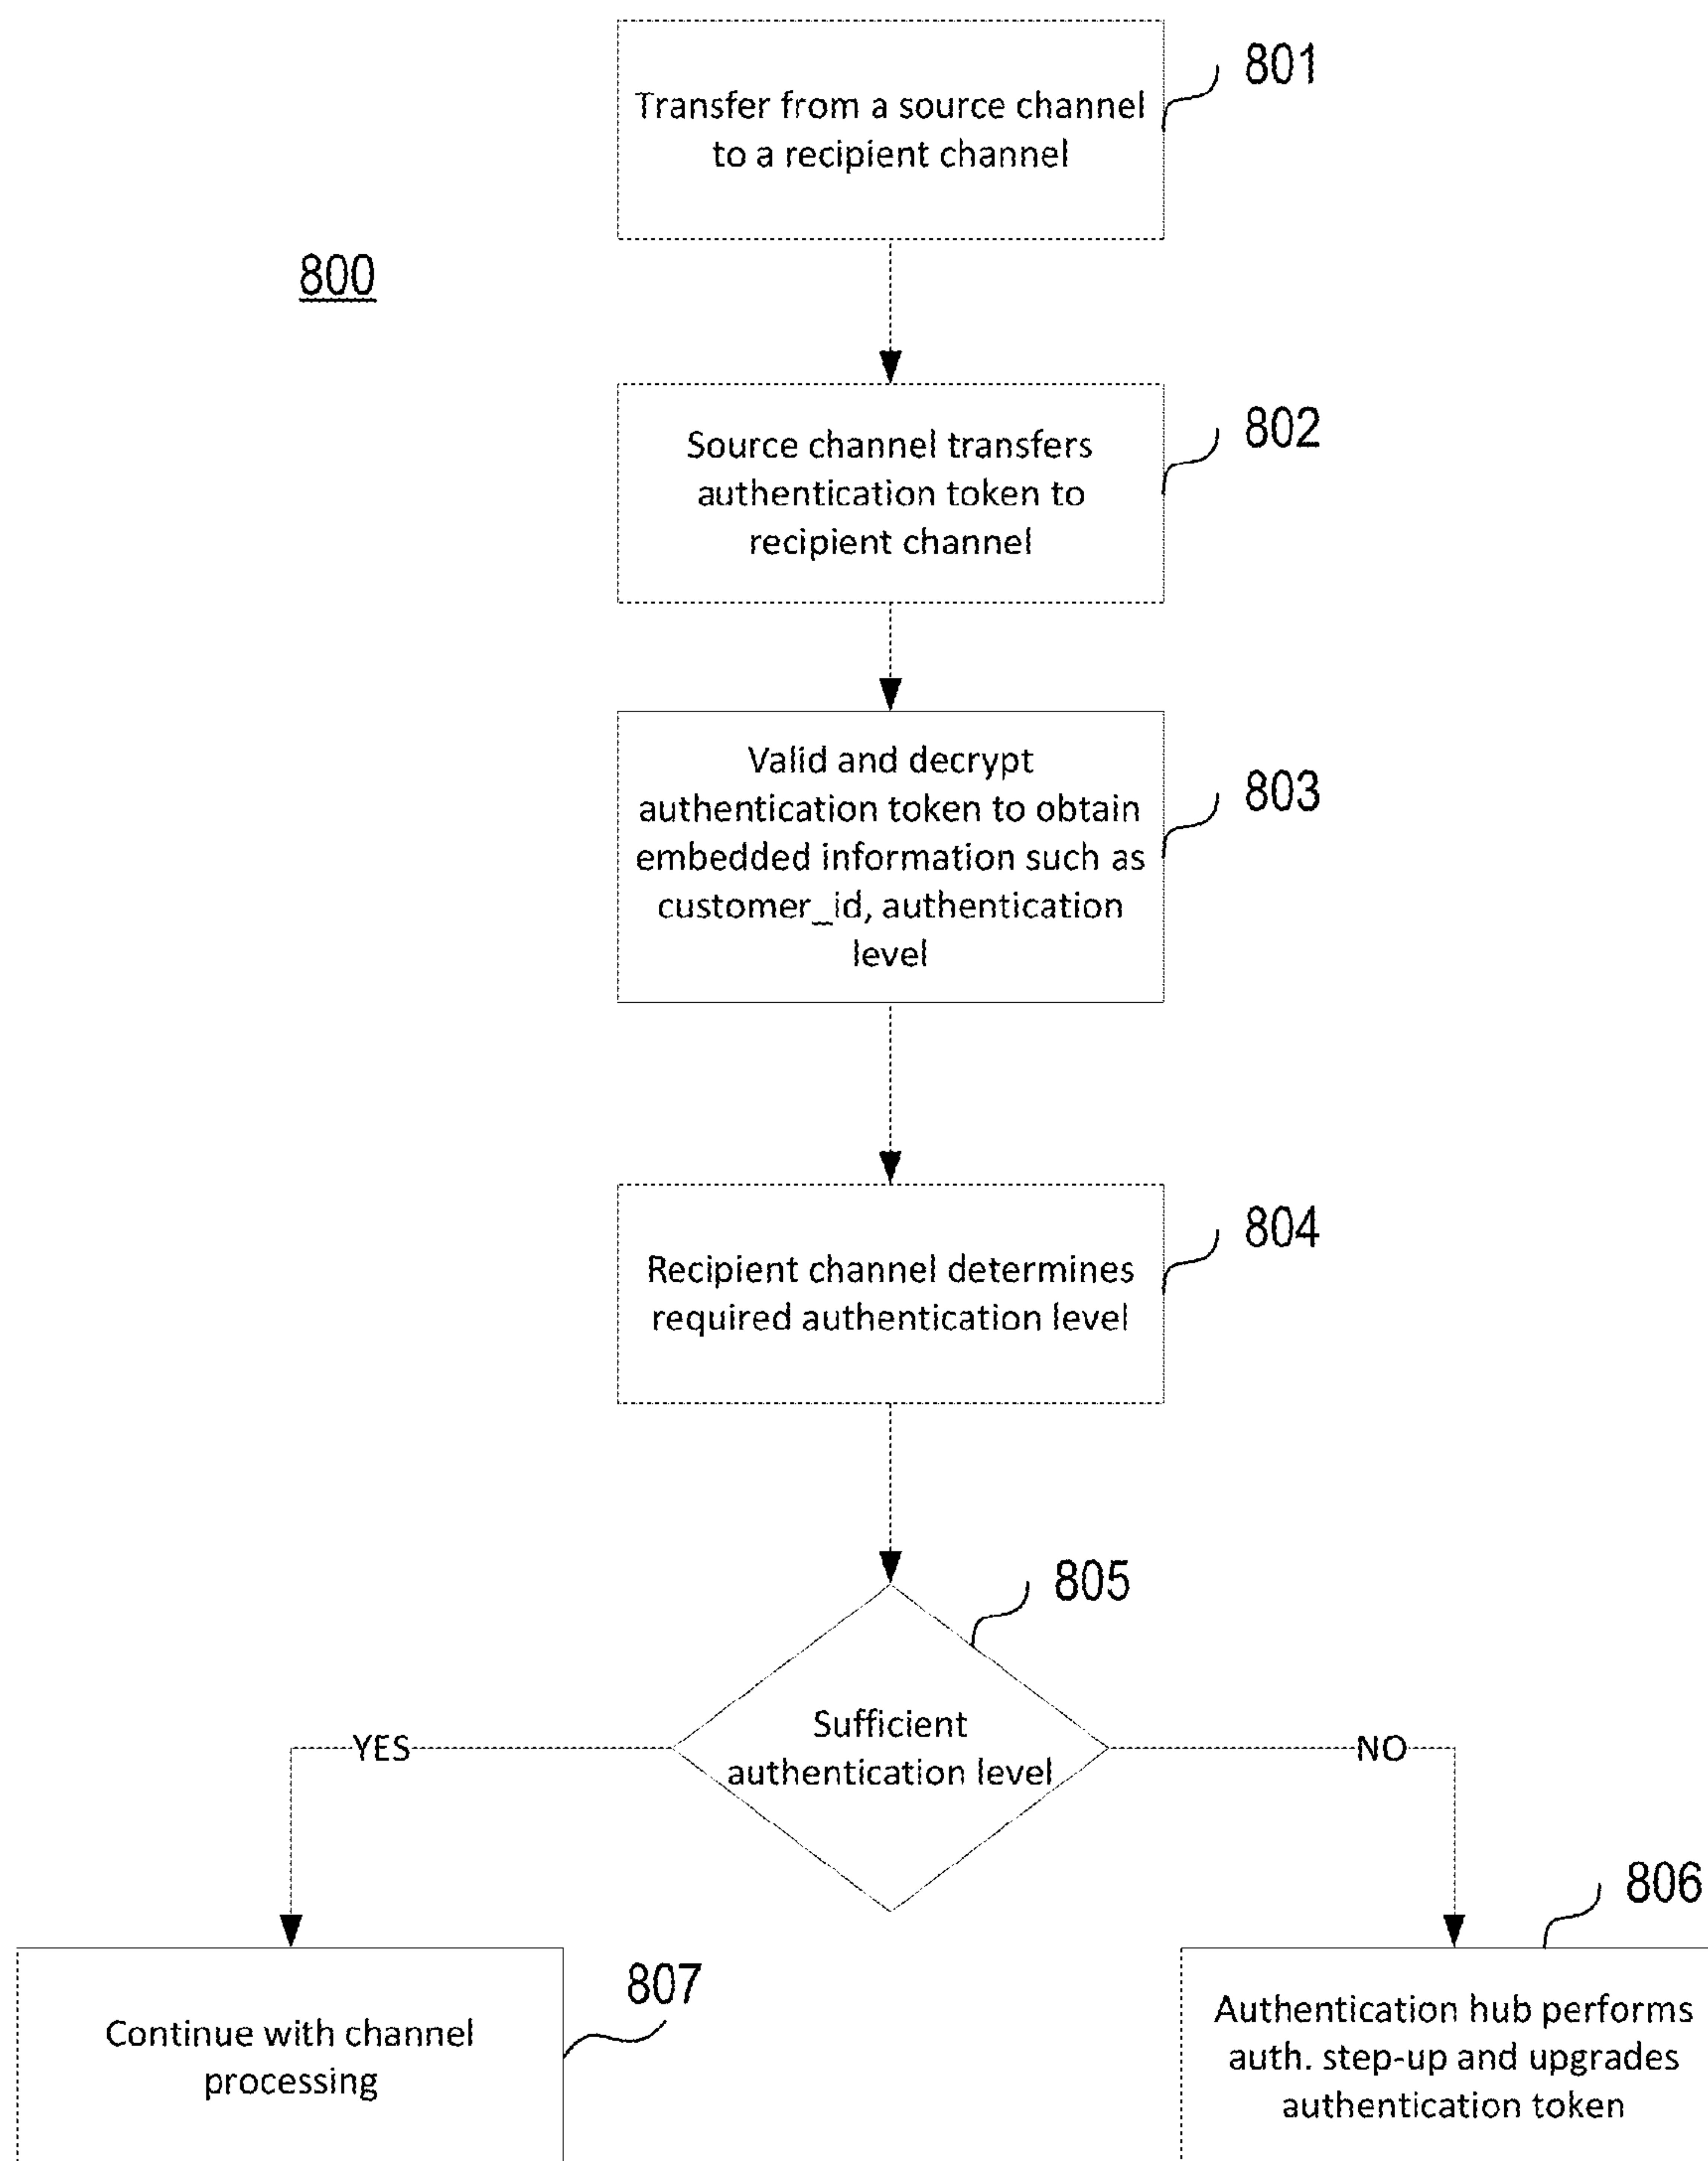 801
Transfer from a source channel
to a recipient channel
800
802
Source channel transfers
authentication token to
recipient channel
803
Valid and decrypt
authentication token to obtain
embedded information such as
customer_id, authentication
level
804
Recipient channel determines
required authentication level
805
Sufficient
authentication level
YES
NO
806
807
Continue with channel
processing
Authentication hub performs
auth. step-up and upgrades
authentication token